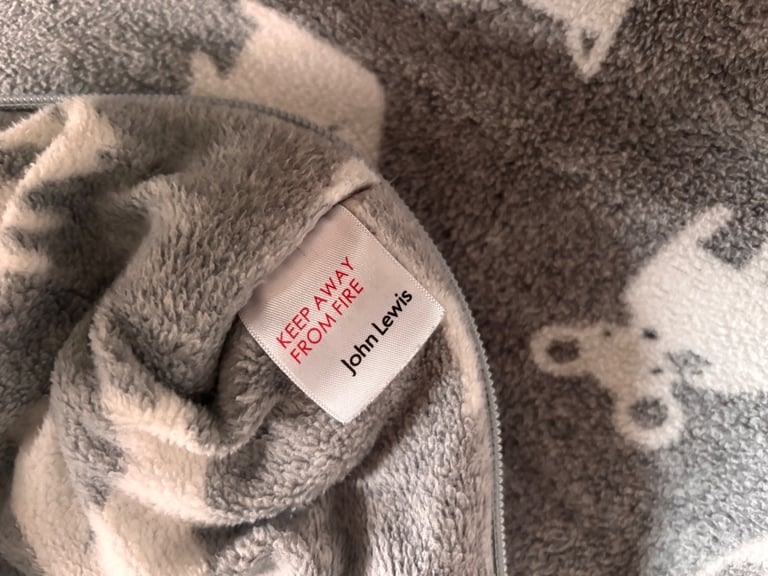 KEEP AWAY
FROM FIRE
John Lewis